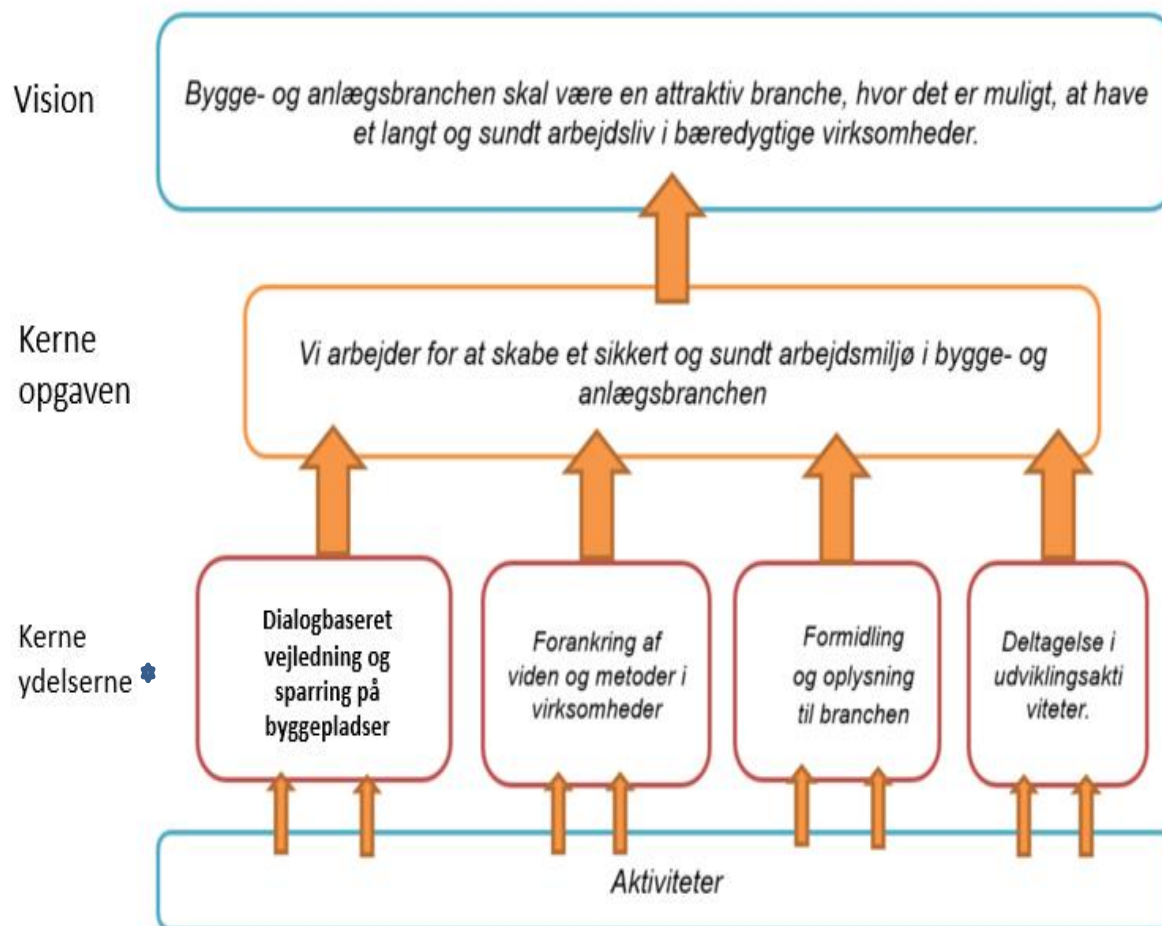 Vision
Bygge- og anlægsbranchen skal være en attraktiv branche, hvor det er muligt, at have
et langt og sundt arbejdsliv i bæredygtige virksomheder.
Kerne
opgaven
Vi arbejder for at skabe et sikkert og sundt arbejdsmiljø i bygge- og
anlægsbranchen
Kerne
ydelserne
Dialogbaseret
vejledning og
sparring på
byggepladser
Forankring af
viden og metoder i
virksomheder
Formidling
og oplysning
til branchen
Deltagelse i
udviklingsakti
viteter.
Aktiviteter